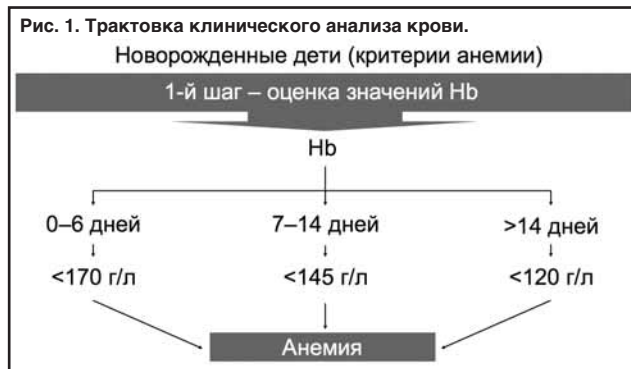 Рис. 1. Трактовка клинического анализа крови.
Новорожденные дети (критерии анемии)
1-й шаг – оценка значений Hb
Hb
0–6 дней 7–14 дней >14 дней
<170 г/л <145 г/л <120 г/л
Анемия